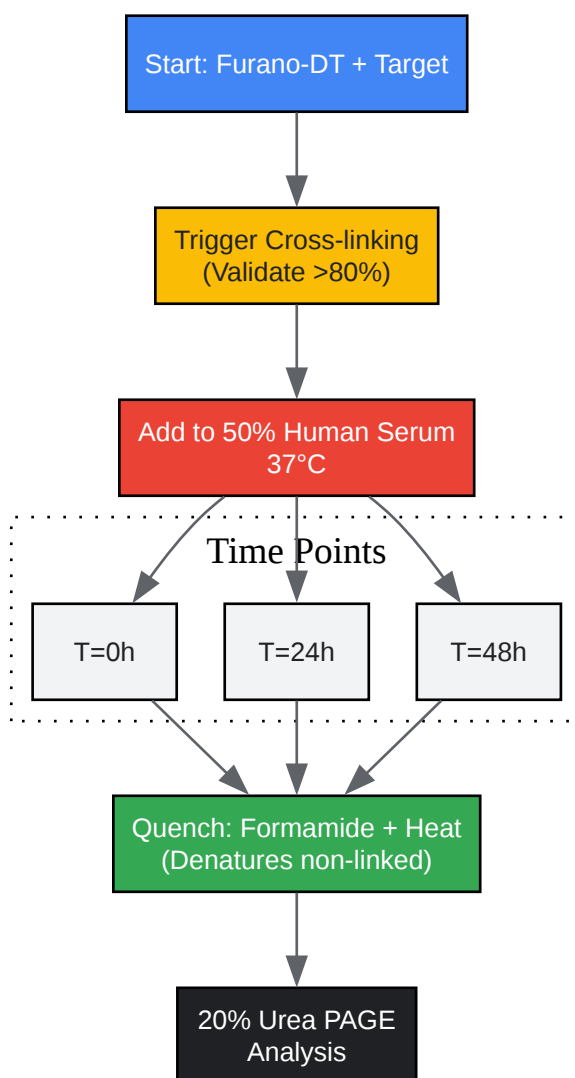 Start: Furano-DT + Target
Trigger Cross-linking
(Validate >80%)
Add to 50% Human Serum
37°C
Time Points
T=0h
T=24h
T=48h
Quench: Formamide + Heat
(Denatures non-linked)
20% Urea PAGE
Analysis